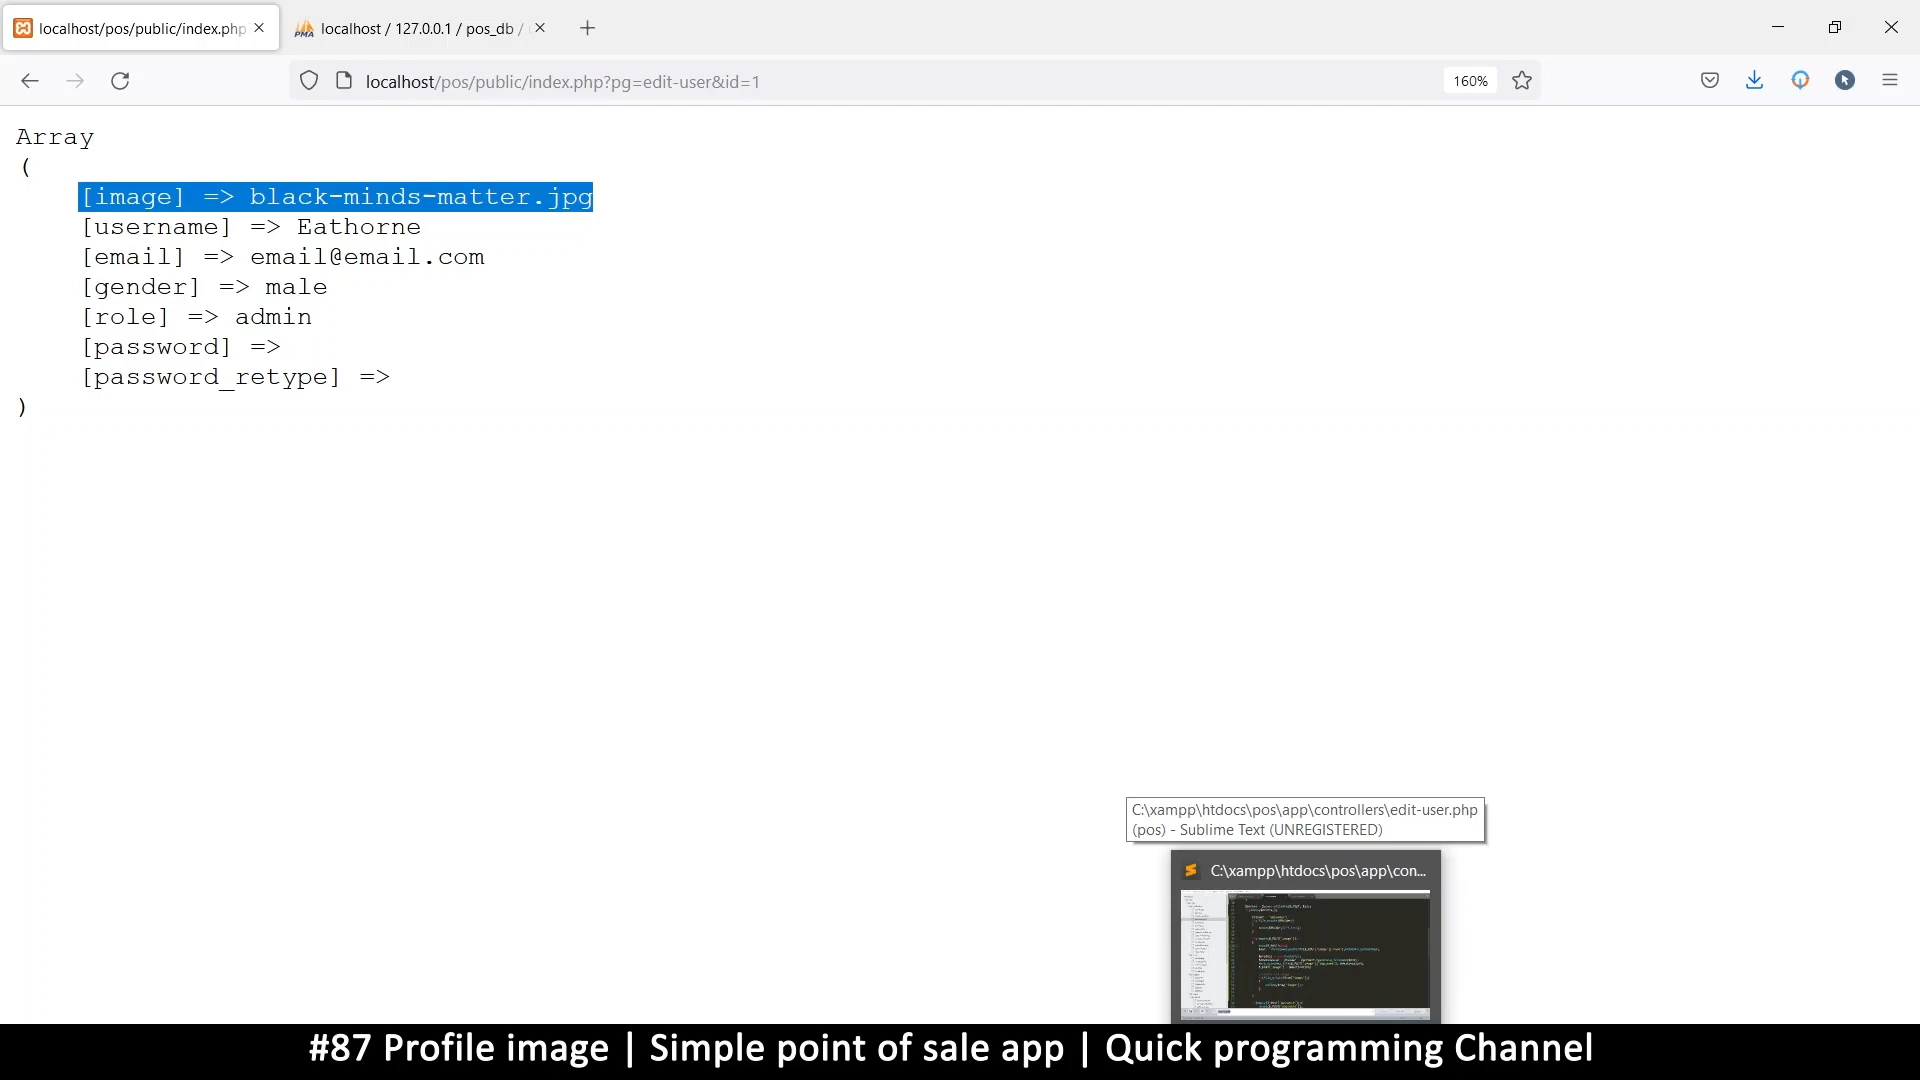 localhost/pos/public/index.php
localhost / 127.0.0.1 / pos_db /
localhost/pos/public/index.php?pg=edit-user&id=1
160%
Array
(
[image] => black-minds-matter.jpg
[username] => Eathorne
[email] => email@email.com
[gender] => male
[role] => admin
[password] =>
[password_retype] =>
)
C:\xampp\htdocs\pos\app\controllers\edit-user.php
(pos) - Sublime Text (UNREGISTERED)
C:\xampp\htdocs\pos\app\con...
#87 Profile image | Simple point of sale app | Quick programming Channel